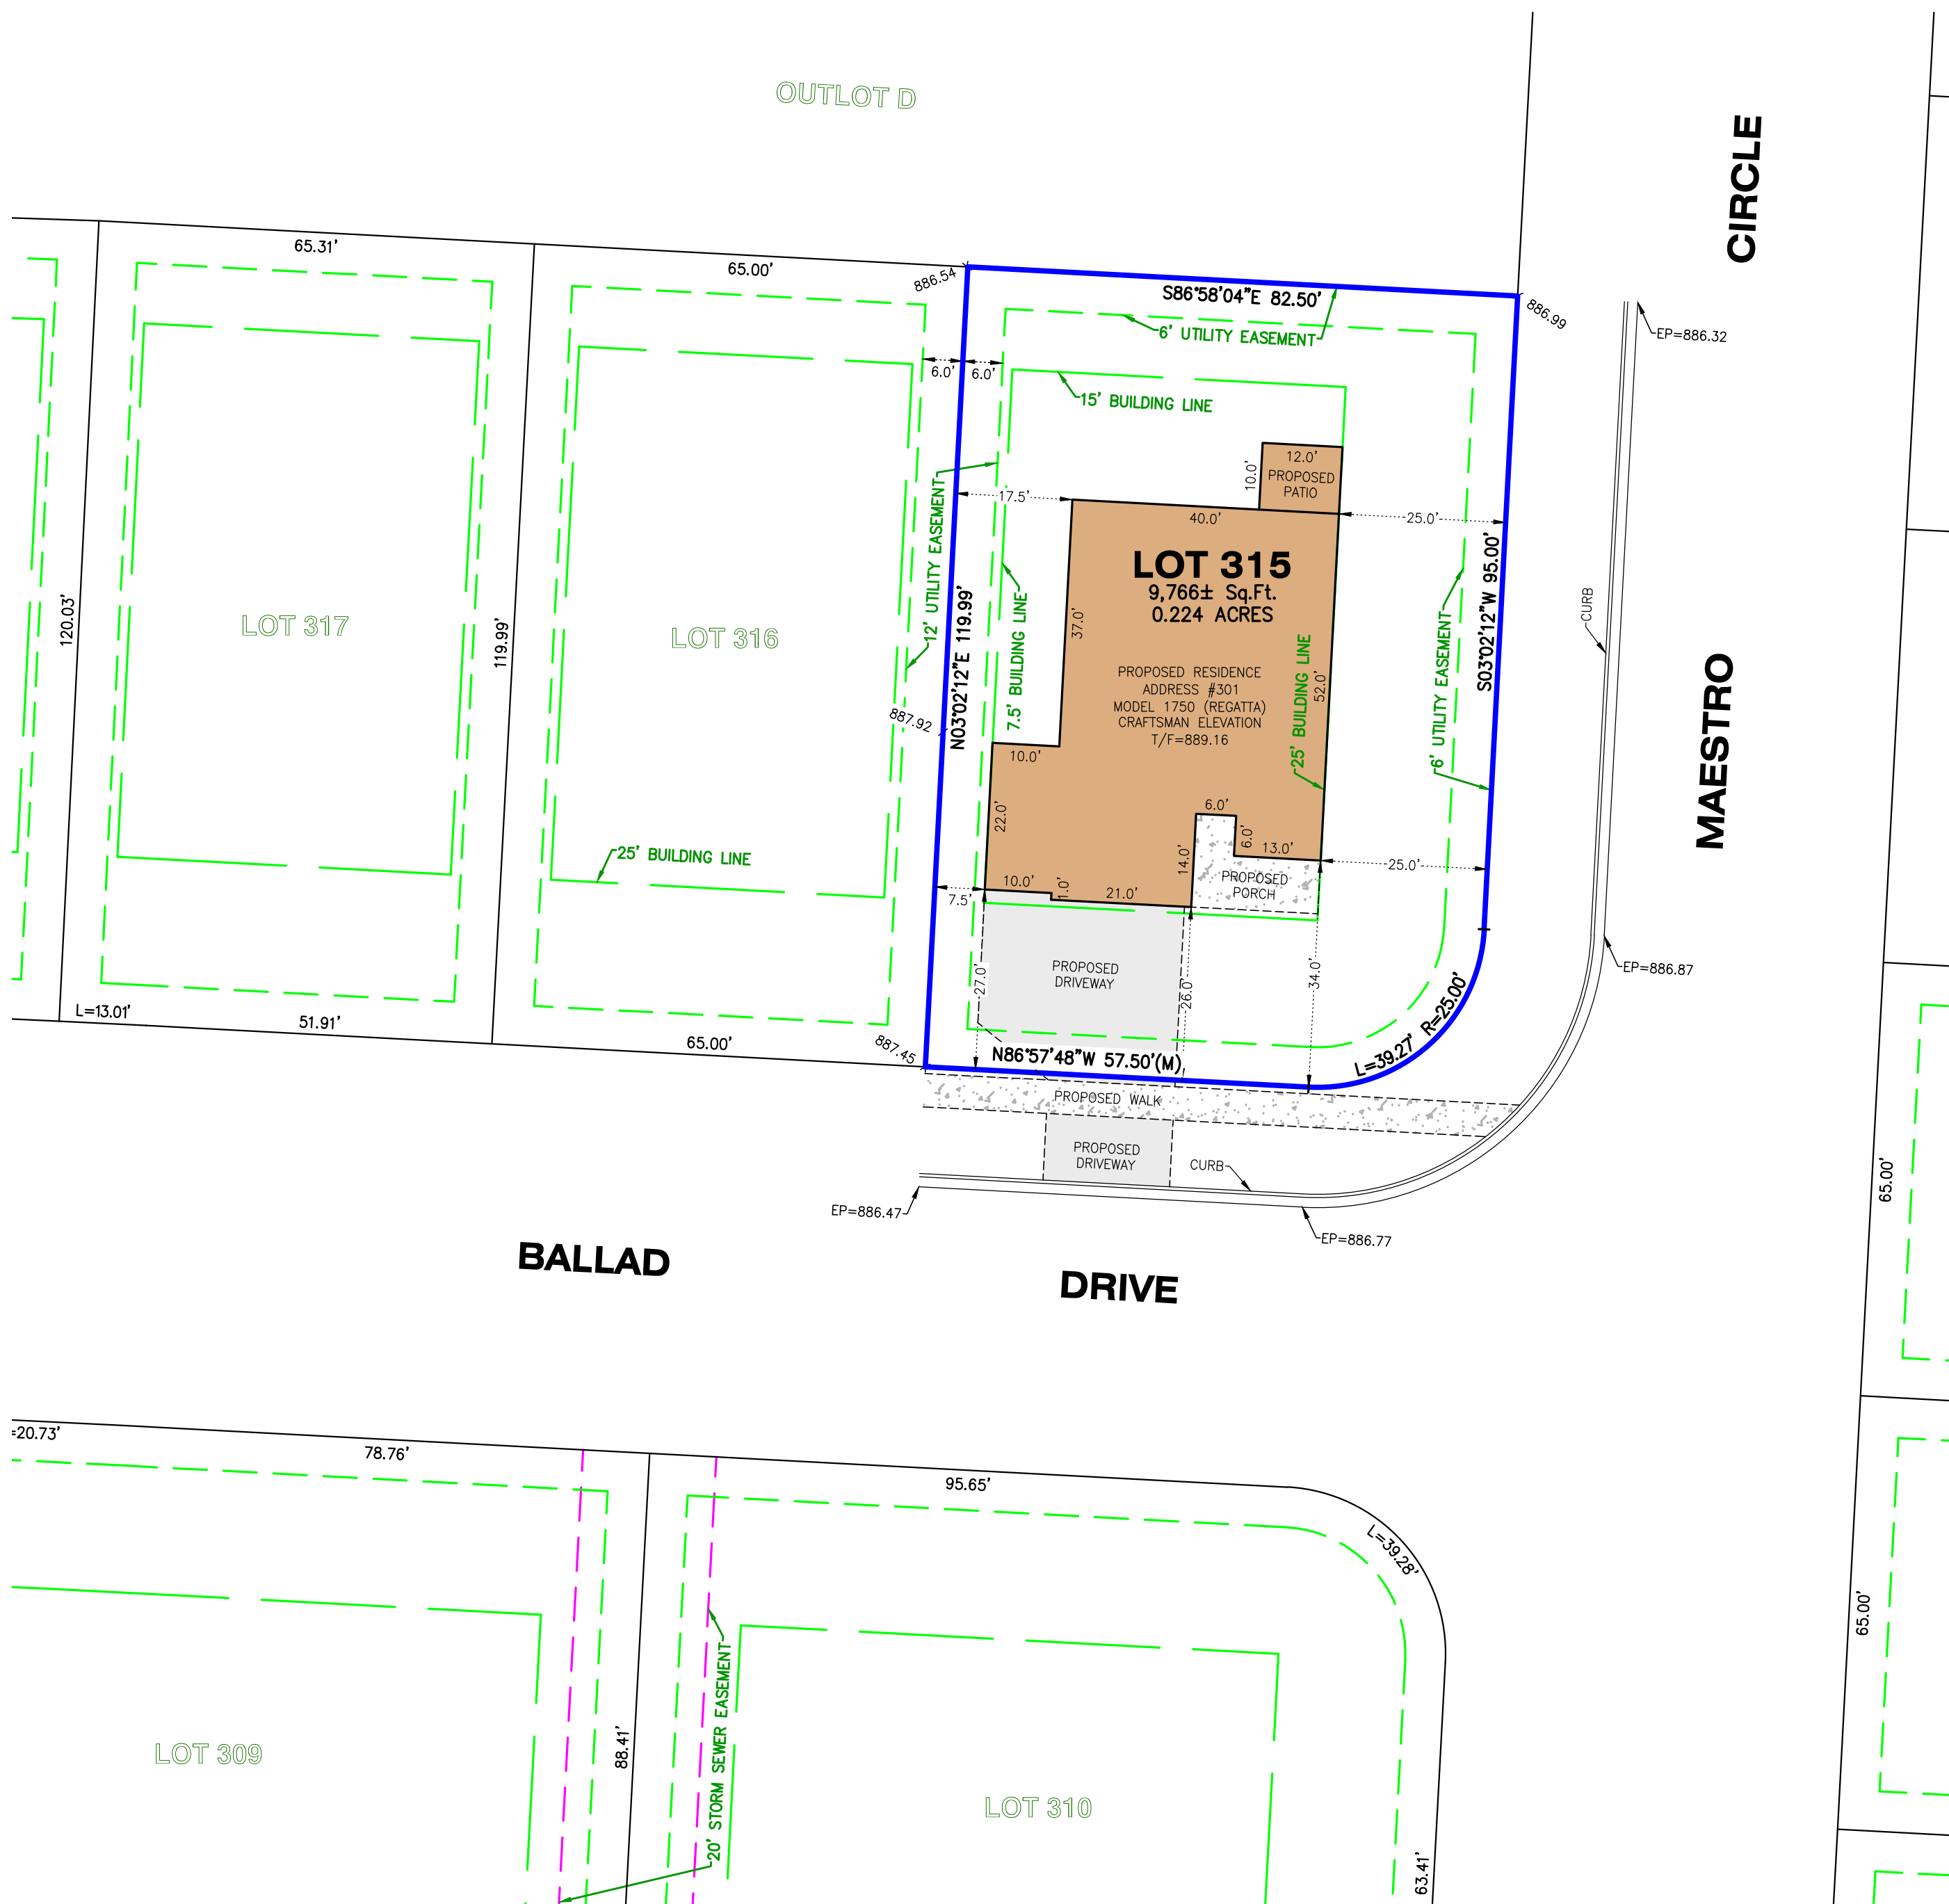 OUTLOT D
CIRCLE
65.31'
65.00'
886.54
S86°58'04"E 82.50'
886.99
6' UTILITY EASEMENT
EP=886.32
6.0'
6.0'
15' BUILDING LINE
12.0'
10.0'
PROPOSED
PATIO
17.5'
40.0'
25.0'
12' UTILITY EASEMENT
LOT 315
9,766± Sq.Ft.
0.224 ACRES
LOT 317
LOT 316
120.03'
119.99'
N03°02'12"E 119.99'
7.5' BUILDING LINE
37.0'
PROPOSED RESIDENCE
ADDRESS #301
MODEL 1750 (REGATTA)
CRAFTSMAN ELEVATION
T/F=889.16
25' BUILDING LINE
52.0'
6' UTILITY EASEMENT
S03°02'12"W 95.00'
CURB
MAESTRO
887.92
10.0'
22.0'
6.0'
6.0'
13.0'
14.0'
25.0'
25' BUILDING LINE
PROPOSED
PORCH
7.5'
10.0'
1.0'
21.0'
27.0'
PROPOSED
DRIVEWAY
26.0'
34.0'
EP=886.87
L=13.01'
51.91'
65.00'
887.45
N86°57'48"W 57.50'(M)
L=39.27' R=25.00'
PROPOSED WALK
PROPOSED
DRIVEWAY
CURB
EP=886.47
EP=886.77
65.00'
BALLAD
DRIVE
=20.73'
78.76'
95.65'
L=39.28'
65.00'
20' STORM SEWER EASEMENT
88.41'
LOT 309
LOT 310
63.41'